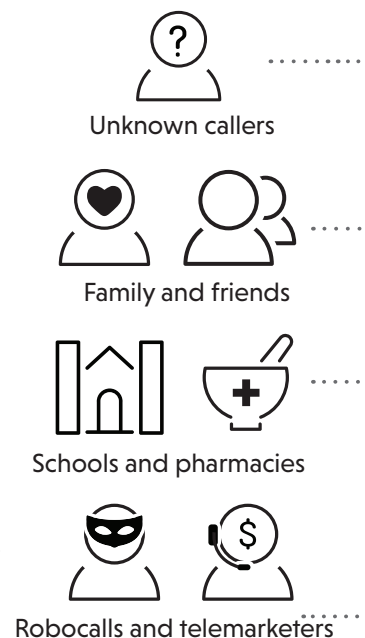 ?
Unknown callers
Family and friends
Schools and pharmacies
$
Robocalls and telemarketers